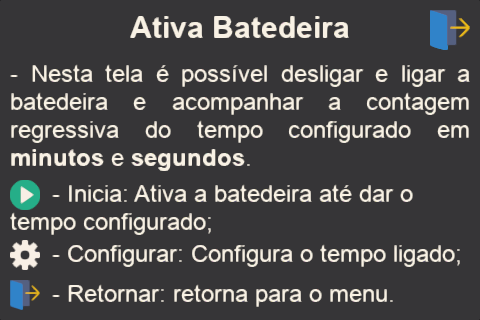 Ativa Batedeira
- Nesta tela é possível desligar e ligar a
batedeira e acompanhar a contagem
regressiva do tempo configurado em
minutos e segundos.
- Inicia: Ativa a batedeira até dar o
tempo configurado;
- Configurar: Configura o tempo ligado;
- Retornar: retorna para o menu.